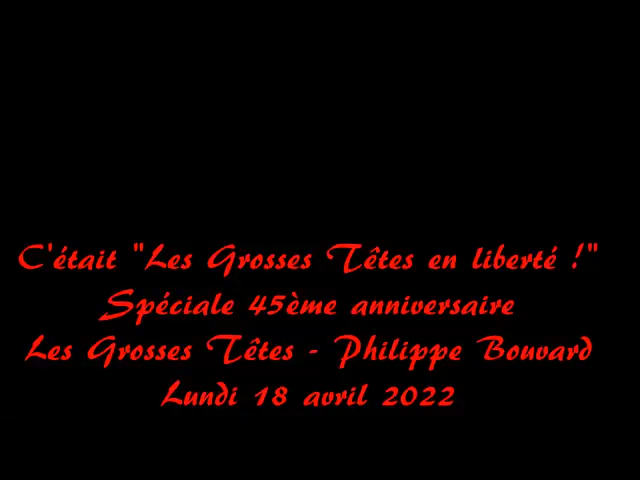 C'était "Les Grosses Têtes en liberté !"
Spéciale 45ème anniversaire
Les Grosses Têtes - Philippe Bouvard
Lundi 18 avril 2022